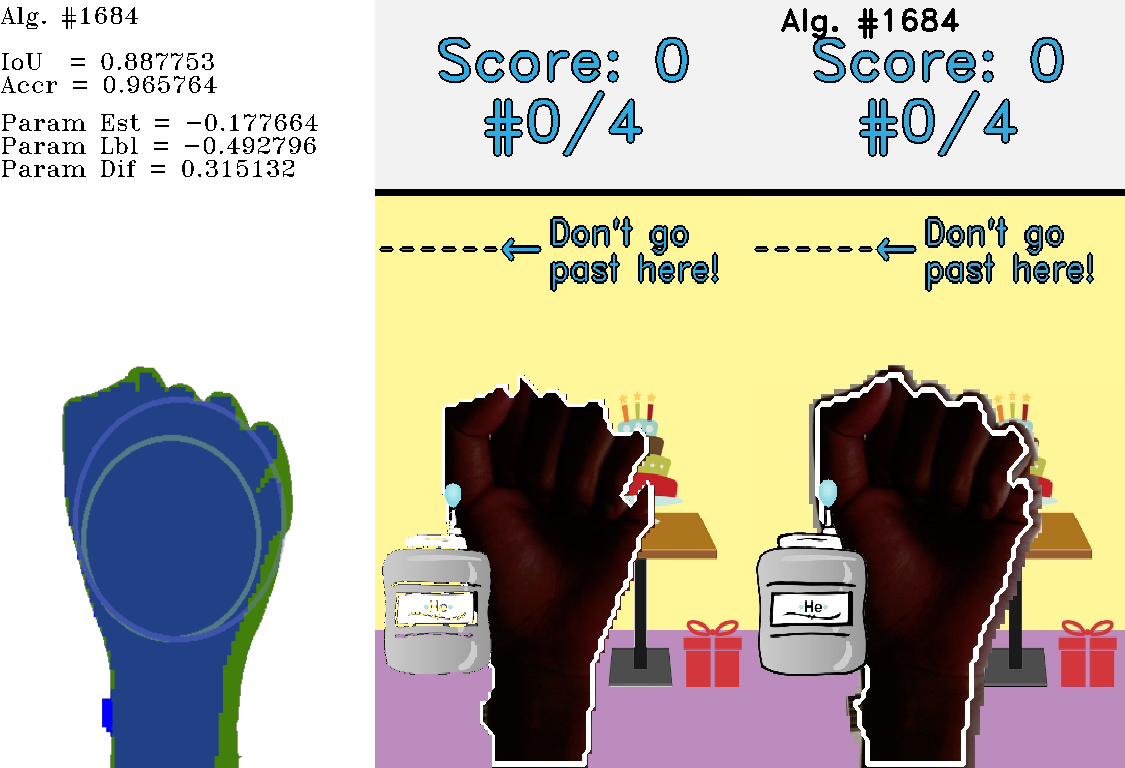 Alg. #1684
IoU = 0.887753
Accr = 0.965764
Param Est = -0.177664
Param Lbl = -0.492796
Param Dif = 0.315132
Score: 0
#0/4
Don't go
past here!
He
Alg. #1684
Score: 0
#0/4
Don't go
past here!
He